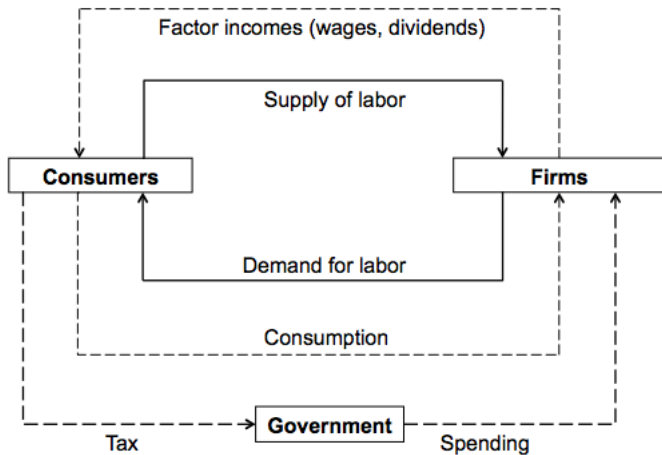 Factor incomes (wages, dividends)
Supply of labor
Consumers
Firms
Demand for labor
Consumption
Government
Tax
Spending